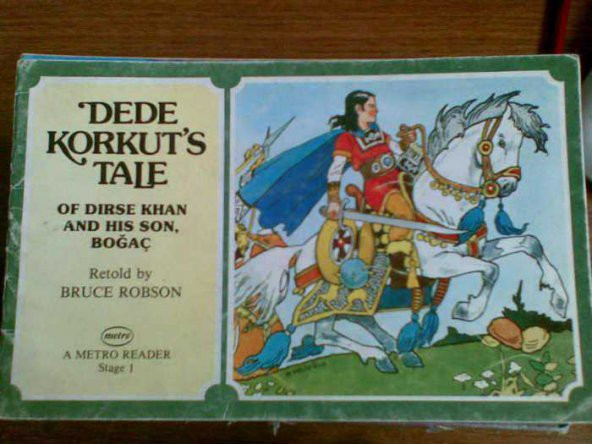 DEDE
KORKUT'S
TALE
OF DIRSE KHAN
AND HIS SON,
BOĞAÇ
Retold by
BRUCE ROBSON
metro
A METRO READER
Stage 1